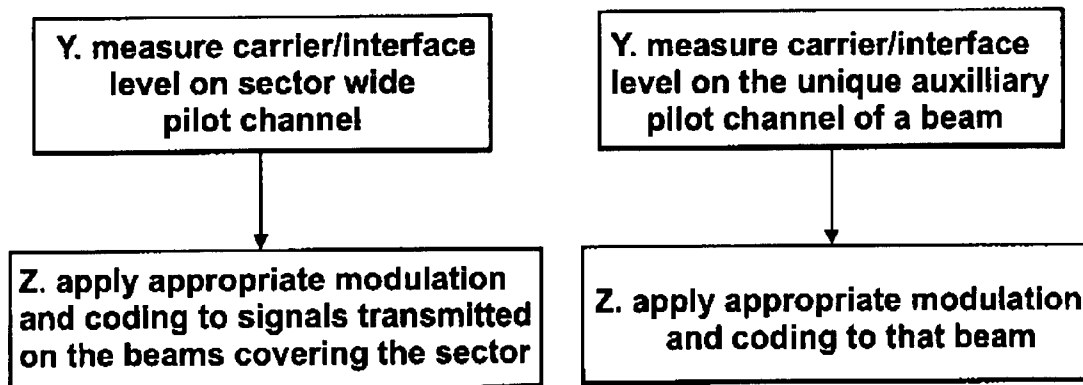 Y. measure carrier/interface
level on sector wide
pilot channel
Z. apply appropriate modulation
and coding to signals transmitted
on the beams covering the sector
Y. measure carrier/interface
level on the unique auxilliary
pilot channel of a beam
Z. apply appropriate modulation
and coding to that beam